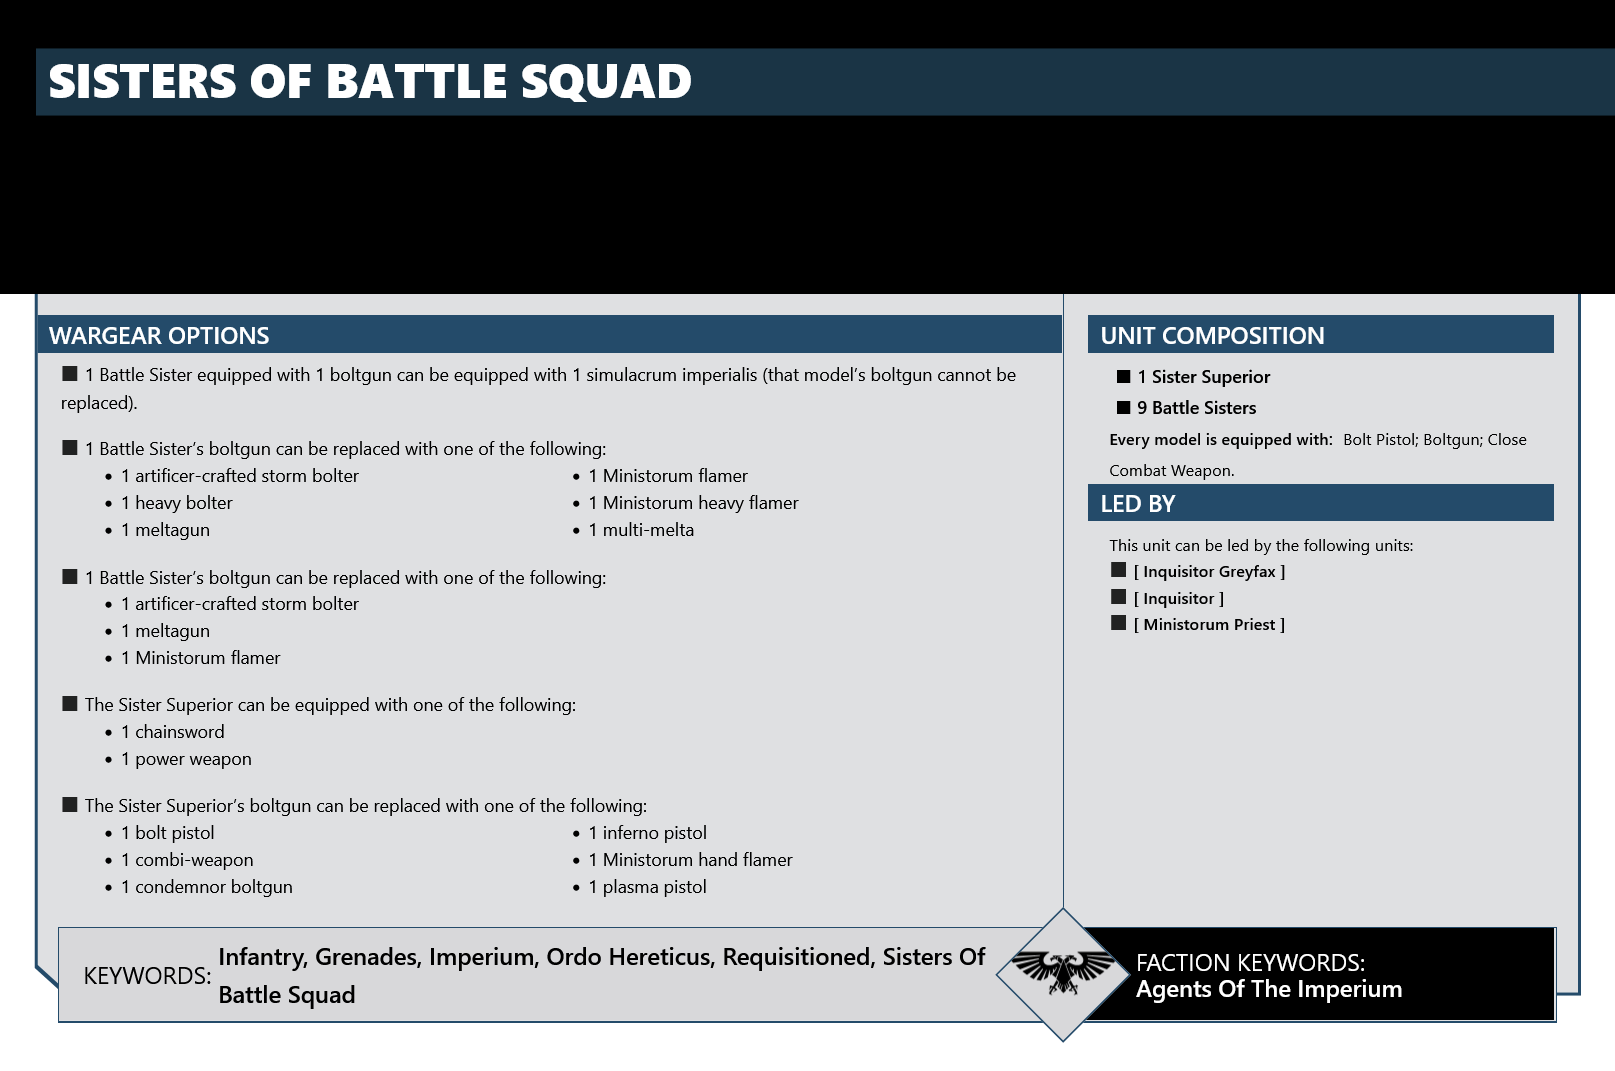 SISTERS OF BATTLE SQUAD
WARGEAR OPTIONS
■ 1 Battle Sister equipped with 1 boltgun can be equipped with 1 simulacrum imperialis (that model’s boltgun cannot be
replaced).
■ 1 Battle Sister’s boltgun can be replaced with one of the following:
• 1 artificer-crafted storm bolter
• 1 heavy bolter
• 1 meltagun
• 1 Ministorum flamer
• 1 Ministorum heavy flamer
• 1 multi-melta
■ 1 Battle Sister’s boltgun can be replaced with one of the following:
• 1 artificer-crafted storm bolter
• 1 meltagun
• 1 Ministorum flamer
■ The Sister Superior can be equipped with one of the following:
• 1 chainsword
• 1 power weapon
■ The Sister Superior’s boltgun can be replaced with one of the following:
• 1 bolt pistol
• 1 combi-weapon
• 1 condemnor boltgun
• 1 inferno pistol
• 1 Ministorum hand flamer
• 1 plasma pistol
UNIT COMPOSITION
■ 1 Sister Superior
■ 9 Battle Sisters
Every model is equipped with: Bolt Pistol; Boltgun; Close
Combat Weapon.
LED BY
This unit can be led by the following units:
■ [ Inquisitor Greyfax ]
■ [ Inquisitor ]
■ [ Ministorum Priest ]
KEYWORDS: Infantry, Grenades, Imperium, Ordo Hereticus, Requisitioned, Sisters Of
Battle Squad
FACTION KEYWORDS:
Agents Of The Imperium